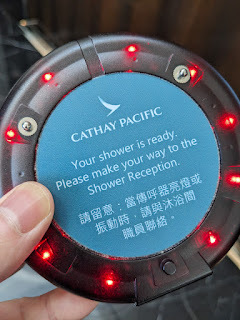 CATHAY PACIFIC
Your shower is ready.
Please make your way to the
Shower Reception.
請留意：當傳呼器亮燈或
振動時，請與沐浴間
職員聯絡。